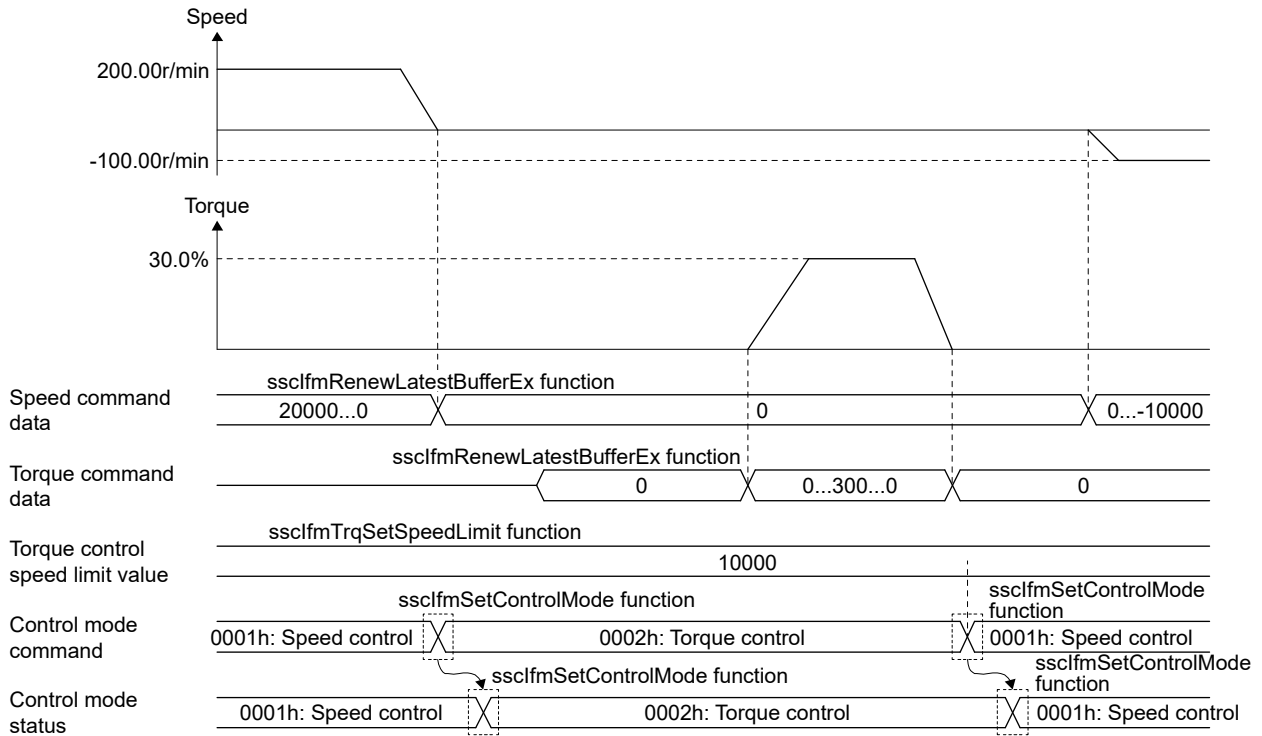 Speed
200.00r/min
-100.00r/min
Torque
30.0%
sscIfmRenewLatestBufferEx function
Speed command
data
20000...0
0
0...-10000
sscIfmRenewLatestBufferEx function
Torque command
data
0
0...300...0
0
sscIfmTrqSetSpeedLimit function
Torque control
speed limit value
10000
sscIfmSetControlMode function
sscIfmSetControlMode
function
Control mode
command
0001h: Speed control
0002h: Torque control
0001h: Speed control
sscIfmSetControlMode function
sscIfmSetControlMode
function
Control mode
status
0001h: Speed control
0002h: Torque control
0001h: Speed control